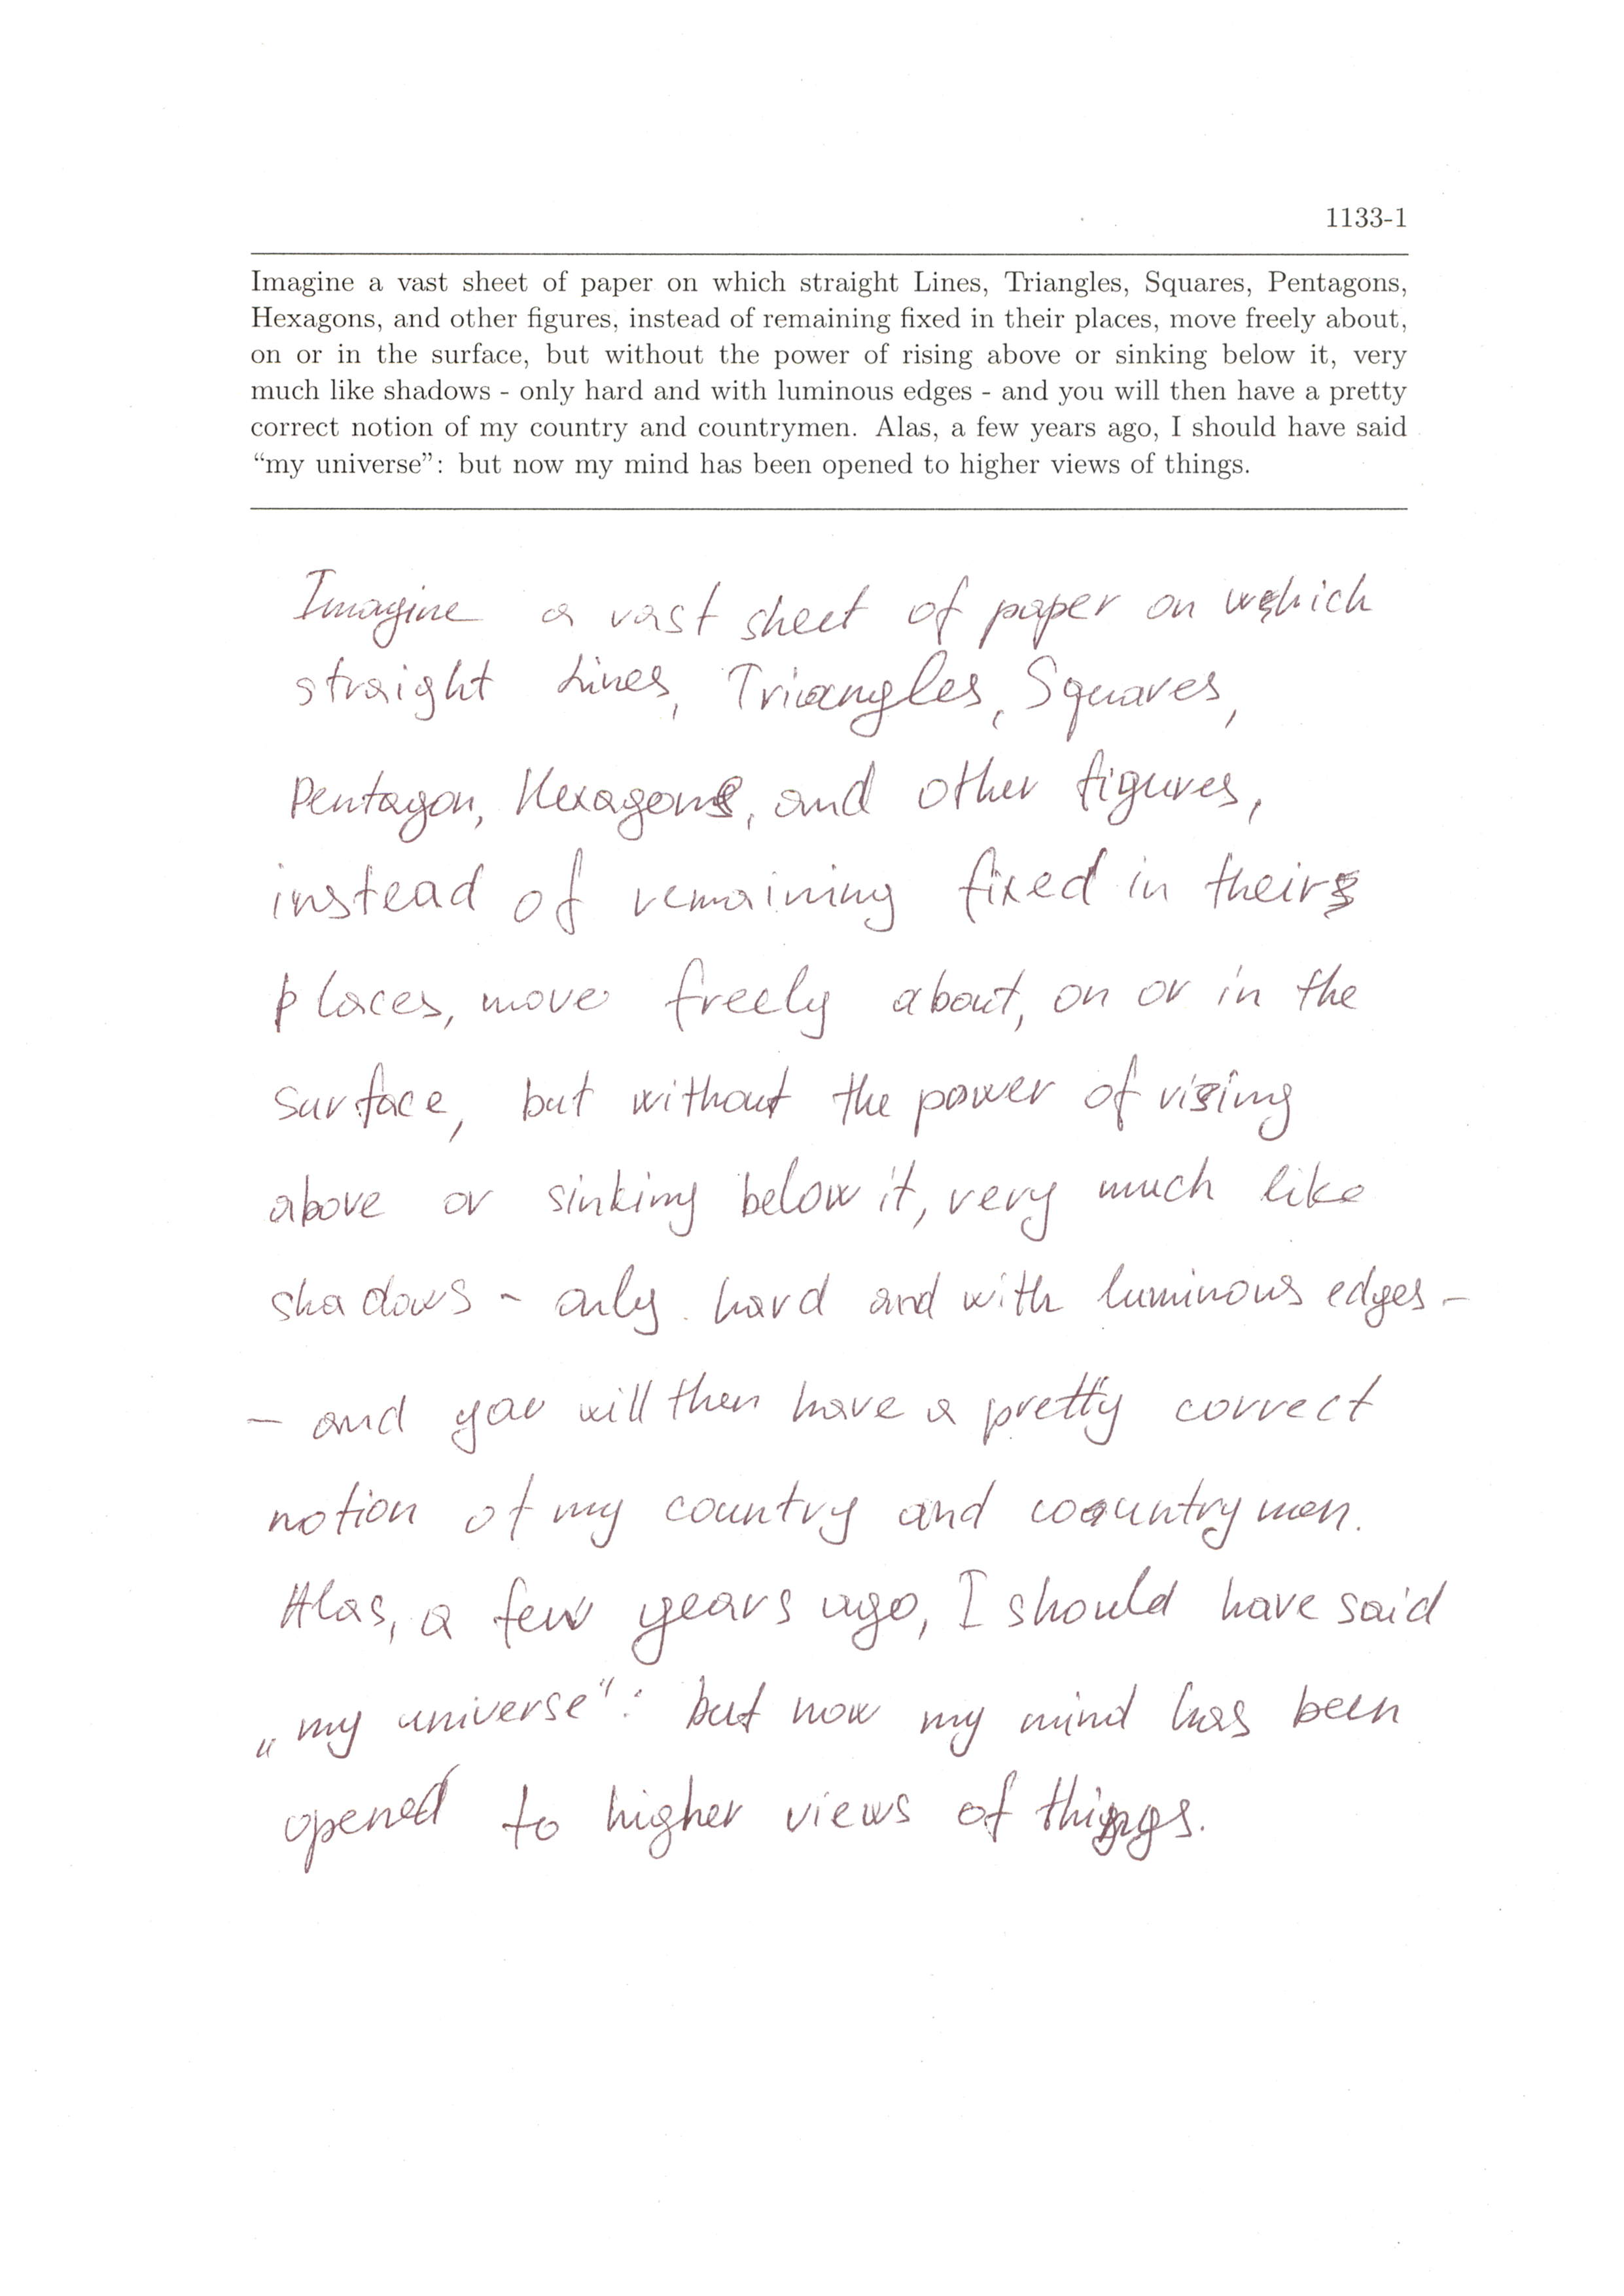 1133-1
Imagine a vast sheet of paper on which straight Lines, Triangles, Squares, Pentagons,
Hexagons, and other figures, instead of remaining fixed in their places, move freely about,
on or in the surface, but without the power of rising above or sinking below it, very
much like shadows - only hard and with luminous edges - and you will then have a pretty
correct notion of my country and countrymen. Alas, a few years ago, I should have said
“my universe”: but now my mind has been opened to higher views of things.
Imagine a vast sheet of paper on which
straight Lines, Triangles, Squares,
Pentagon, Hexagons, and other figures,
instead of remaining fixed in their
places, move freely about, on or in the
surface, but without the power of rising
above or sinking below it, very much like
shadows - only hard and with luminous edges -
- and you will then have a pretty correct
notion of my country and countrymen.
Alas, a few years ago, I should have said
„my universe“: but now my mind has been
opened to higher views of things.